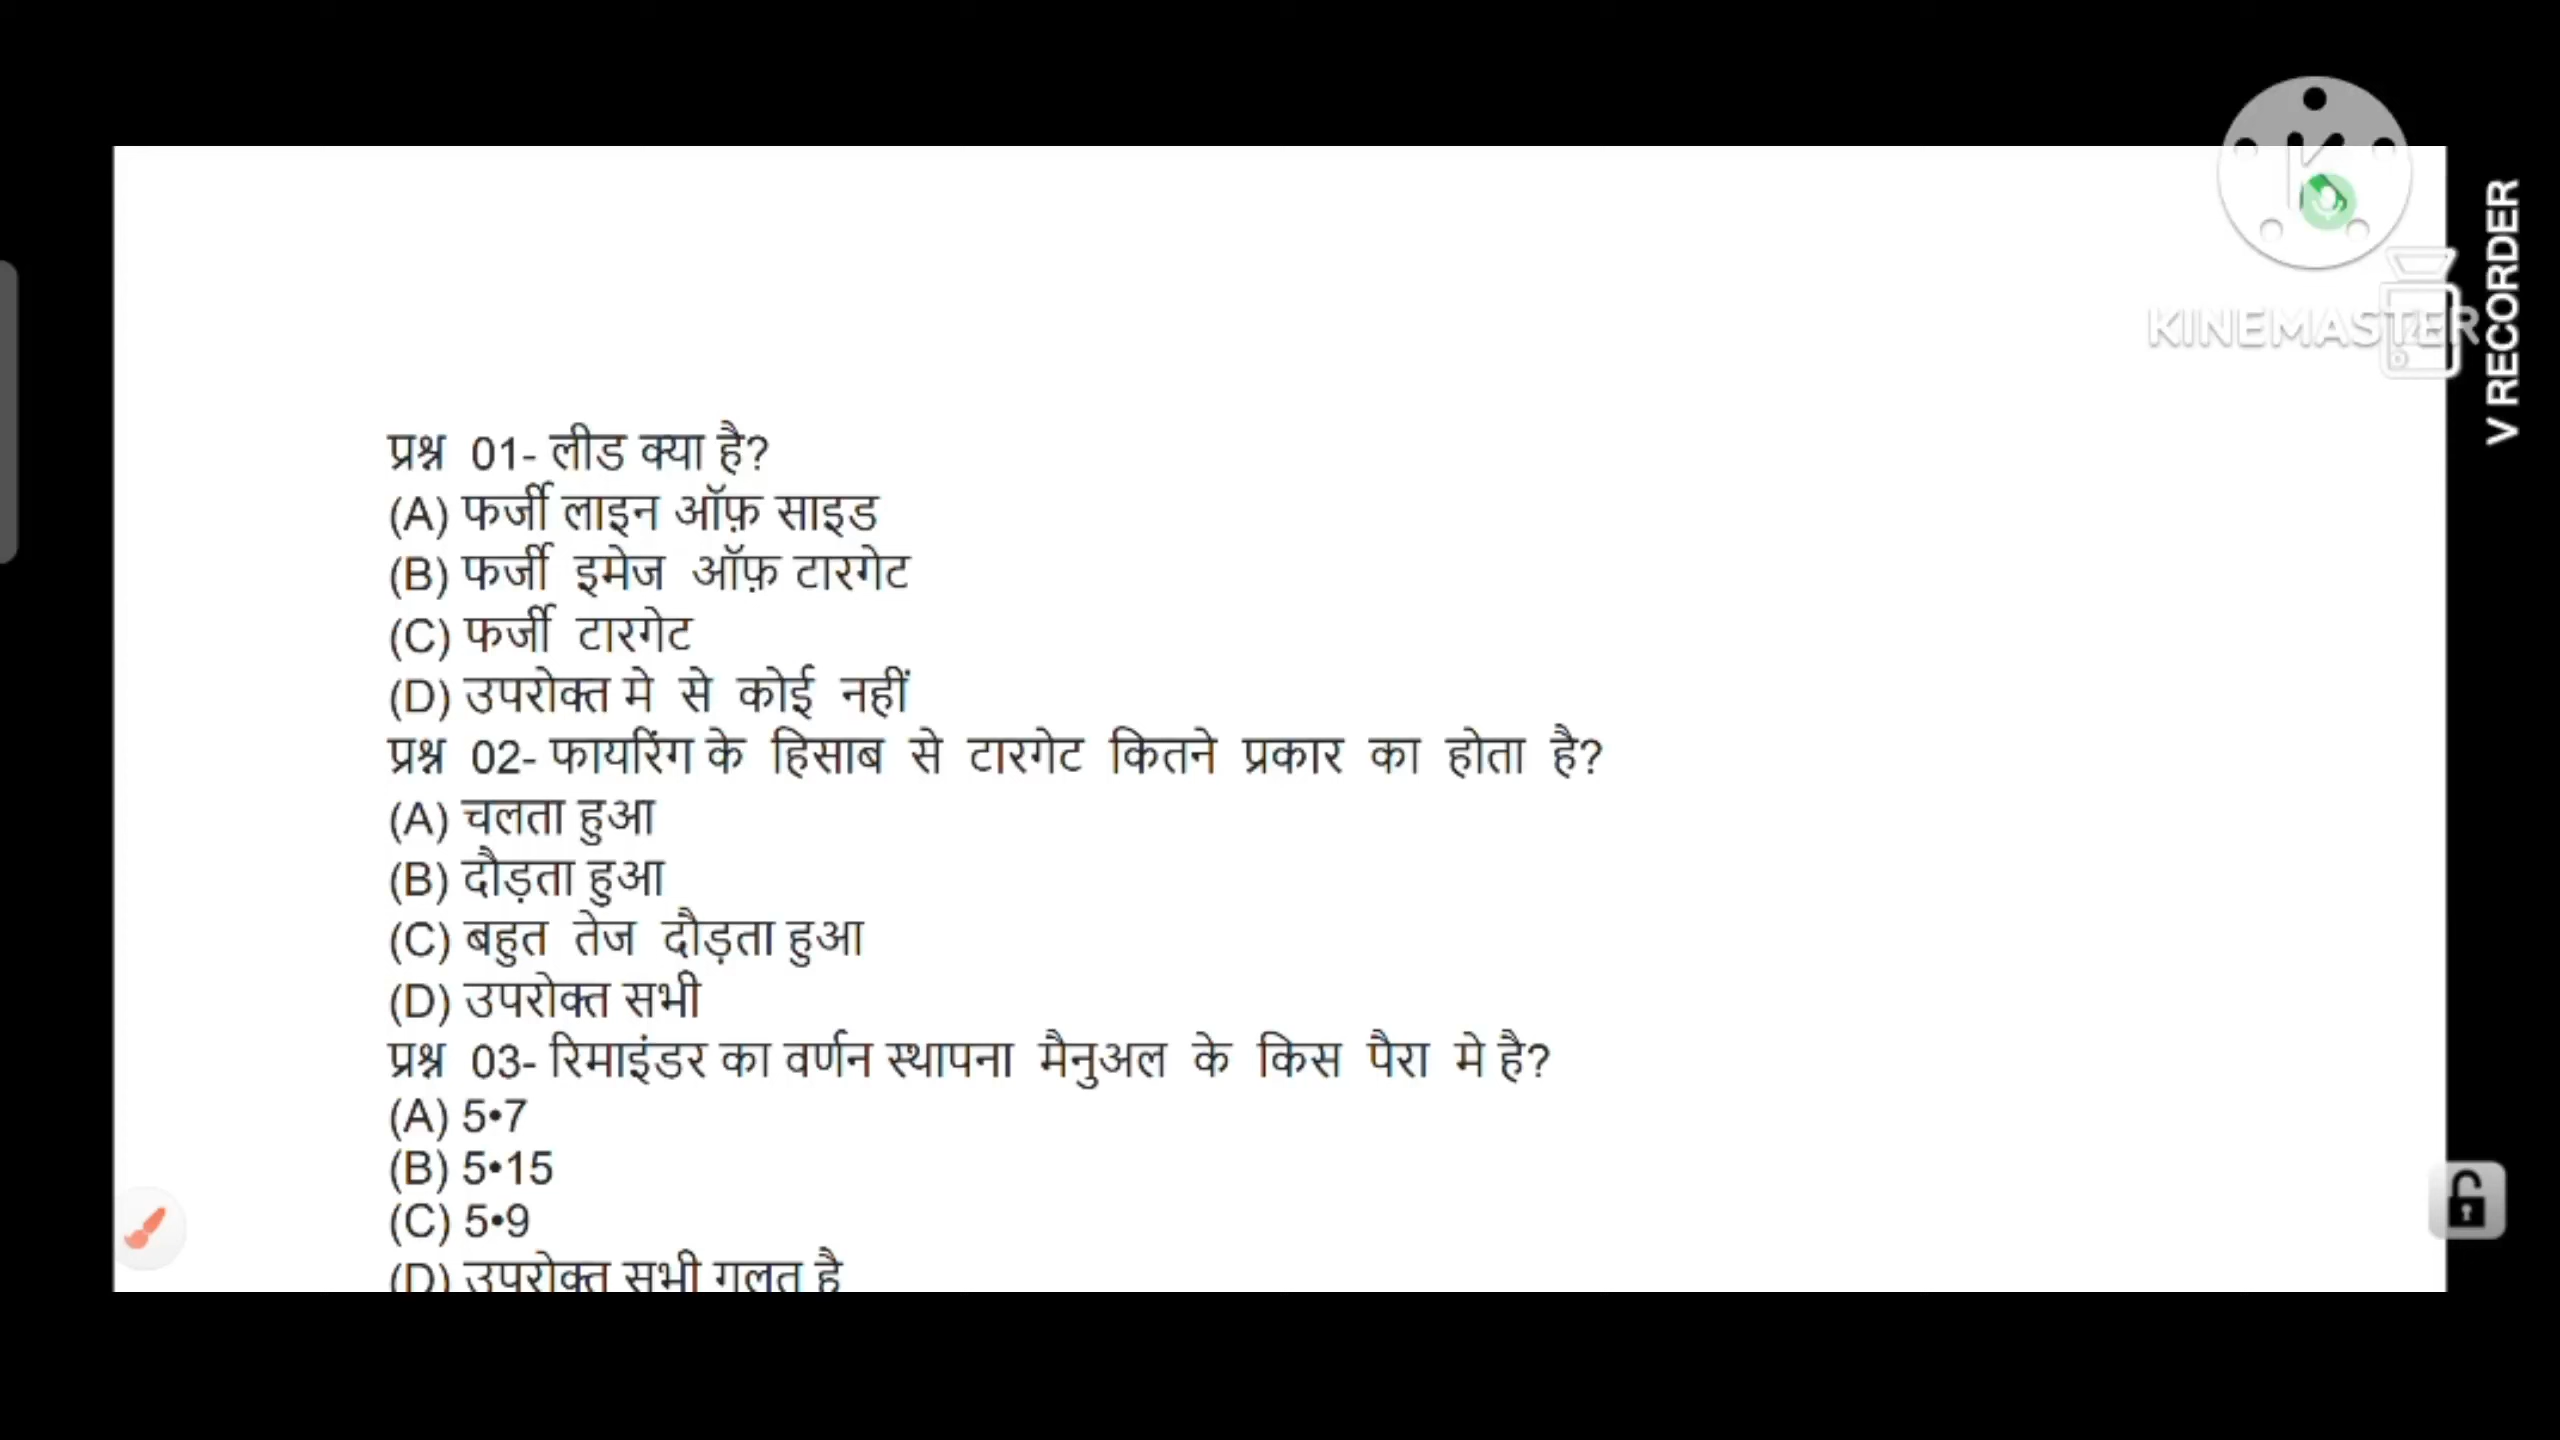 V RECORDER
KINEMASTER
प्रश्न 01- लीड क्या है?
(A) फर्जी लाइन ऑफ़ साइड
(B) फर्जी इमेज ऑफ़ टारगेट
(C) फर्जी टारगेट
(D) उपरोक्त मे से कोई नहीं
प्रश्न 02- फायरिंग के हिसाब से टारगेट कितने प्रकार का होता है?
(A) चलता हुआ
(B) दौड़ता हुआ
(C) बहुत तेज दौड़ता हुआ
(D) उपरोक्त सभी
प्रश्न 03- रिमाइंडर का वर्णन स्थापना मैनुअल के किस पैरा मे है?
(A) 5•7
(B) 5•15
(C) 5•9
(D) उपरोक्त सभी गलत है